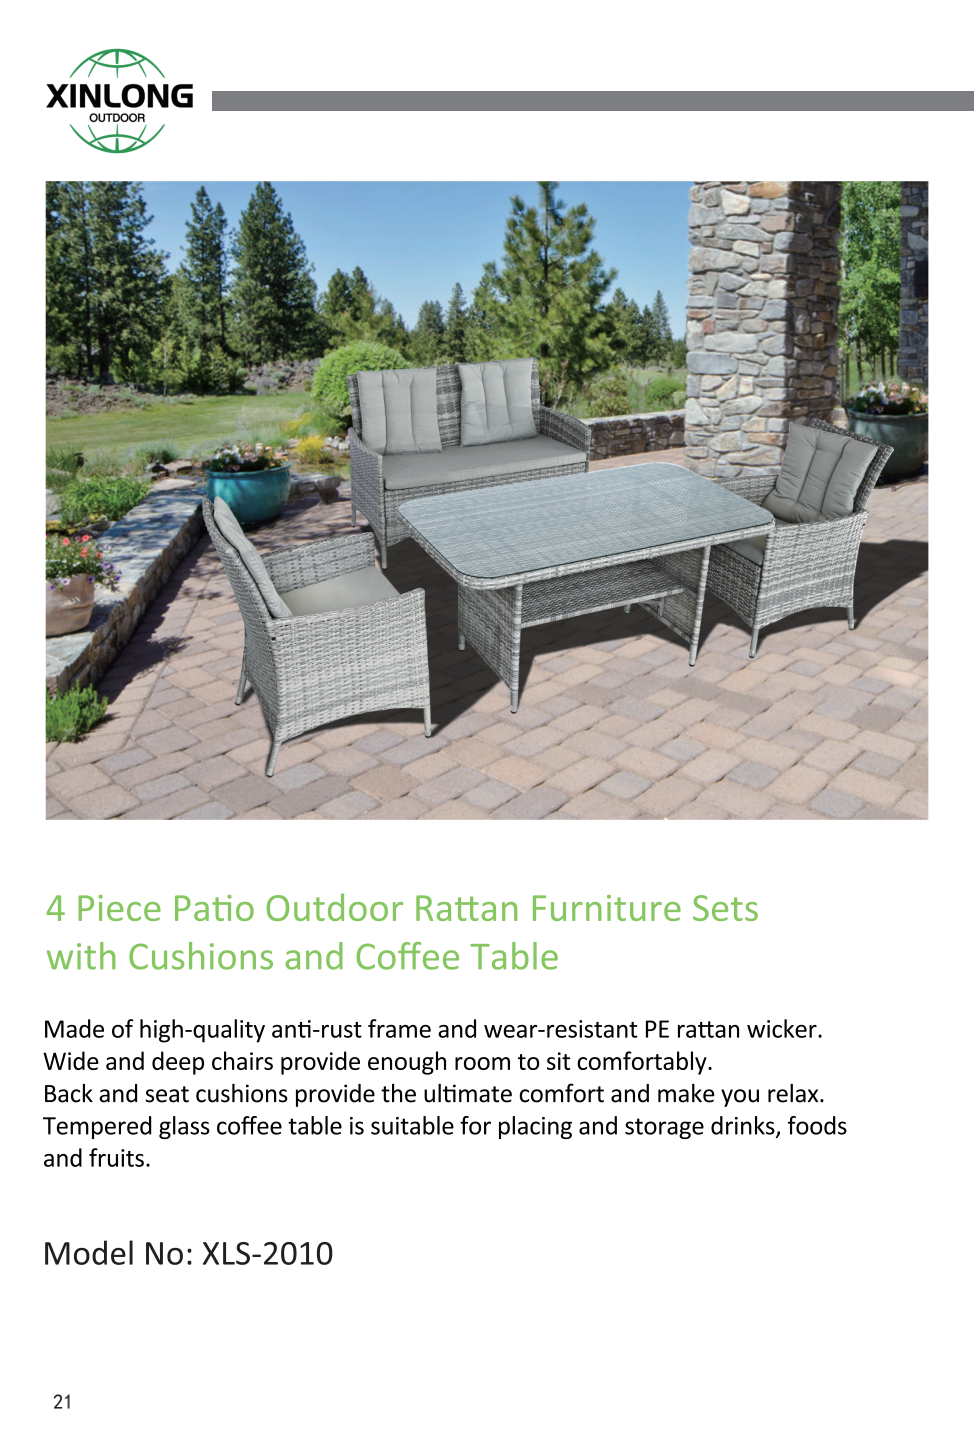 XINLONG
OUTDOOR
4 Piece Patio Outdoor Rattan Furniture Sets
with Cushions and Coffee Table
Made of high-quality anti-rust frame and wear-resistant PE rattan wicker.
Wide and deep chairs provide enough room to sit comfortably.
Back and seat cushions provide the ultimate comfort and make you relax.
Tempered glass coffee table is suitable for placing and storage drinks, foods
and fruits.
Model No: XLS-2010
21